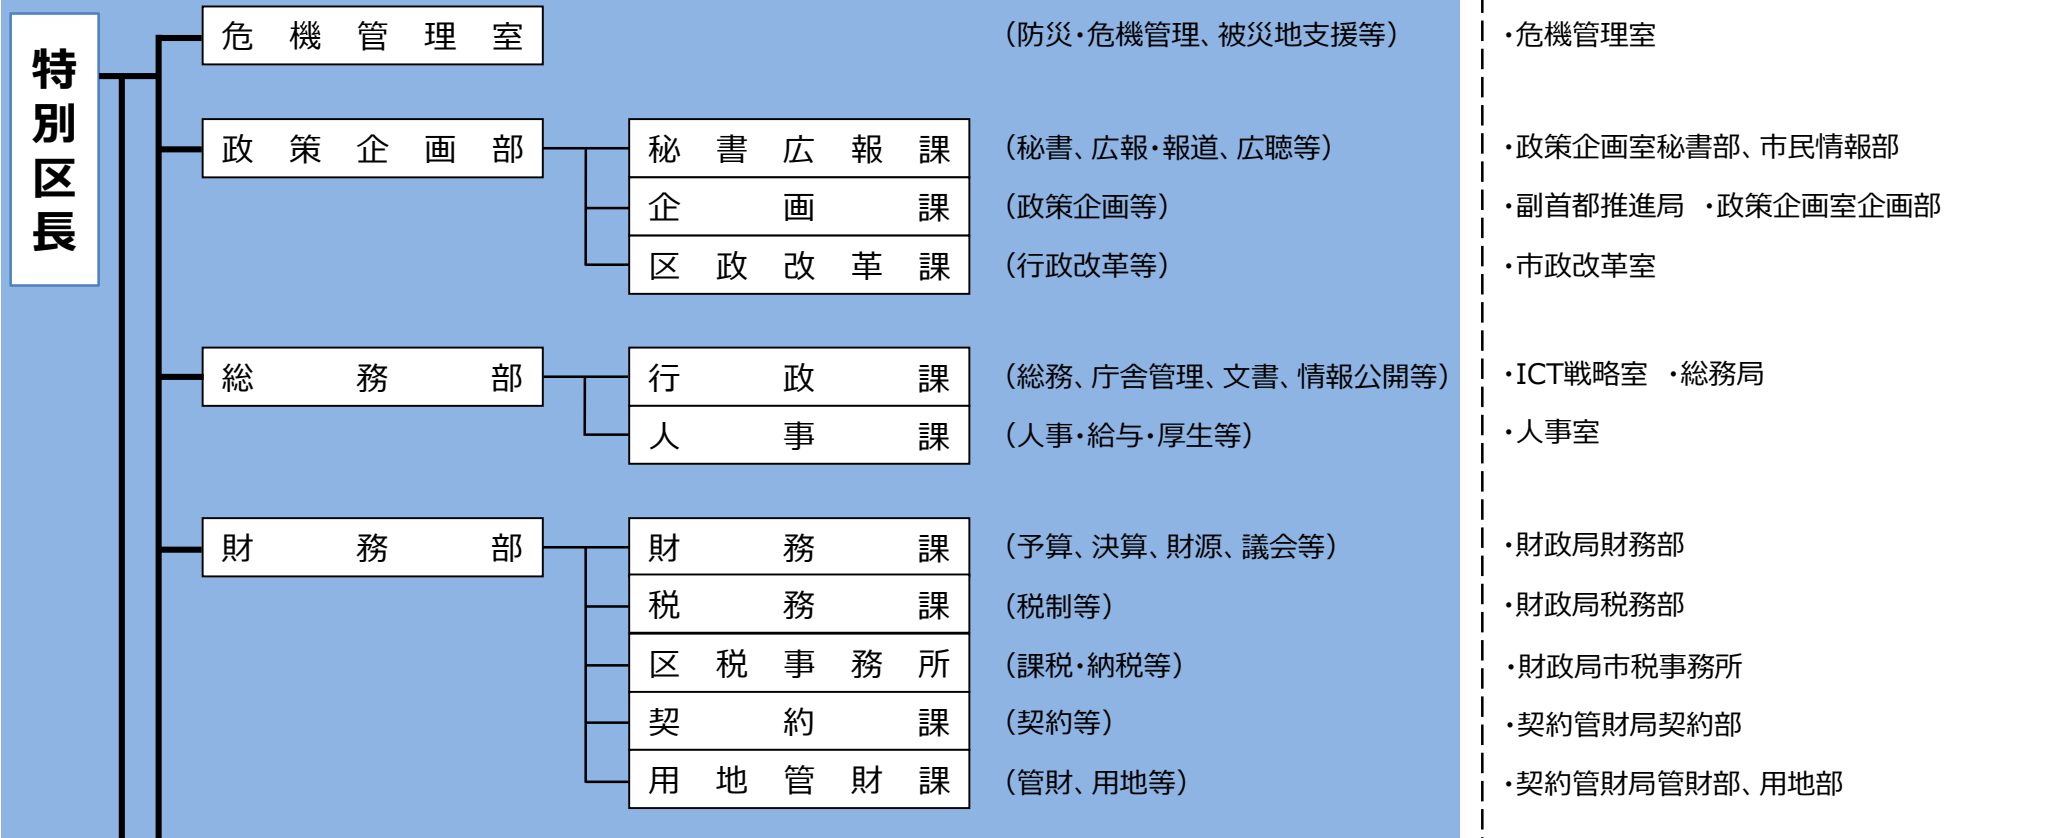 特別区長
危機管理室 （防災・危機管理、被災地支援等） ・危機管理室
政策企画部 秘書広報課 （秘書、広報・報道、広聴等） ・政策企画室秘書部、市民情報部
企画課 （政策企画等） ・副首都推進局 ・政策企画室企画部
区政改革課 （行政改革等） ・市政改革室
総務部 行政課 （総務、庁舎管理、文書、情報公開等） ・ICT戦略室 ・総務局
人事課 （人事・給与・厚生等） ・人事室
財務部 財務課 （予算、決算、財源、議会等） ・財政局財務部
税務課 （税制等） ・財政局税務部
区税事務所 （課税・納税等） ・財政局市税事務所
契約課 （契約等） ・契約管財局契約部
用地管財課 （管財、用地等） ・契約管財局管財部、用地部